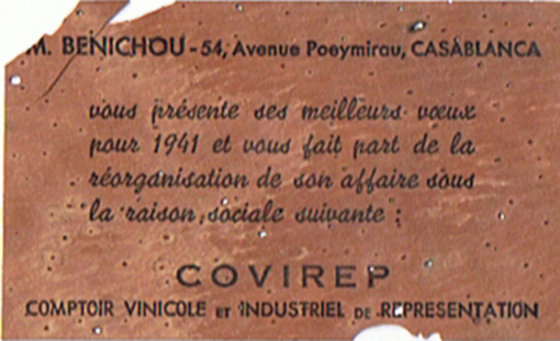 M. BENICHOU - 54, Avenue Poeymirau, CASABLANCA
vous présente ses meilleurs vœux
pour 1941 et vous fait part de la
réorganisation de son affaire sous
la raison sociale suivante :
COVIREP
COMPTOIR VINICOLE ET INDUSTRIEL DE REPRESENTATION